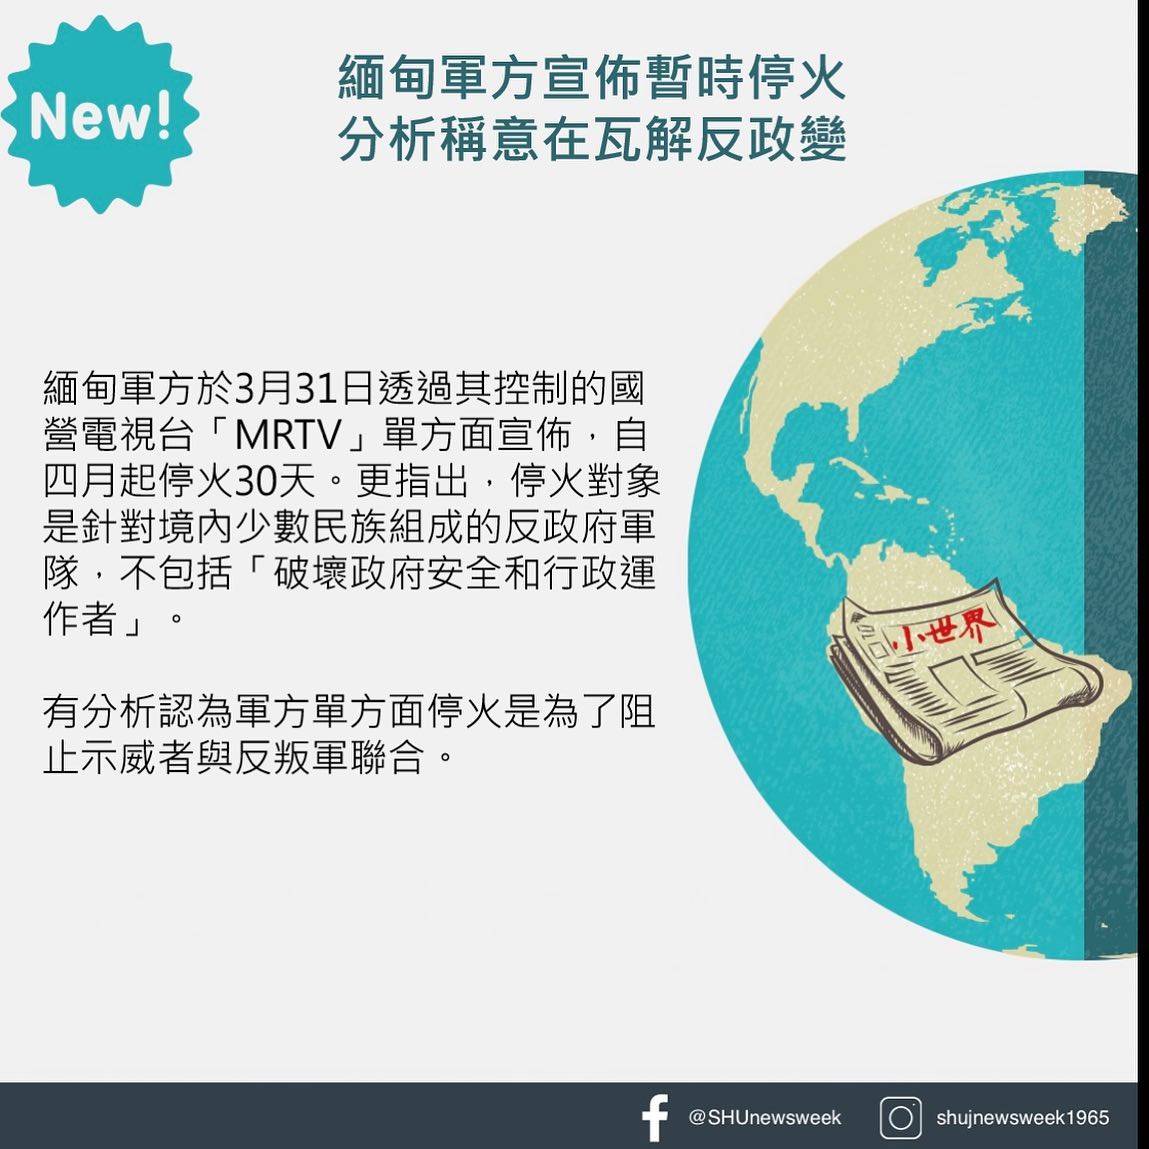 New!
緬甸軍方宣佈暫時停火
分析稱意在瓦解反政變
緬甸軍方於3月31日透過其控制的國
營電視台「MRTV」單方面宣佈，自
四月起停火30天。更指出，停火對象
是針對境內少數民族組成的反政府軍
隊，不包括「破壞政府安全和行政運
作者」。
有分析認為軍方單方面停火是為了阻
止示威者與反叛軍聯合。
小世界
@SHUnewsweek
shujnewsweek1965